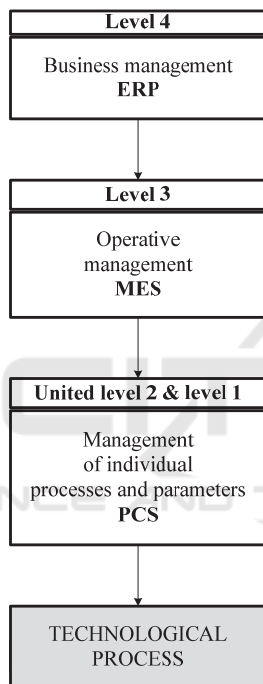 Level 4
Business management
ERP
Level 3
Operative
management
MES
United level 2 & level 1
Management
of individual
processes and parameters
PCS
TECHNOLOGICAL
PROCESS